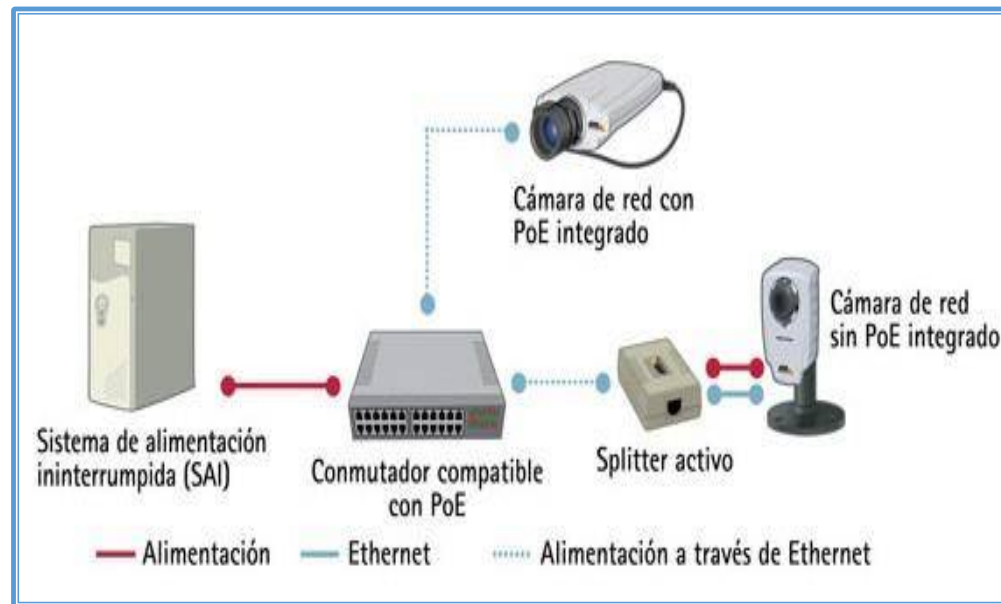 Cámara de red con
PoE integrado
Cámara de red
sin PoE integrado
Sistema de alimentación
ininterrumpida (SAI)
Conmutador compatible
con PoE
Splitter activo
Alimentación
Ethernet
Alimentación a través de Ethernet